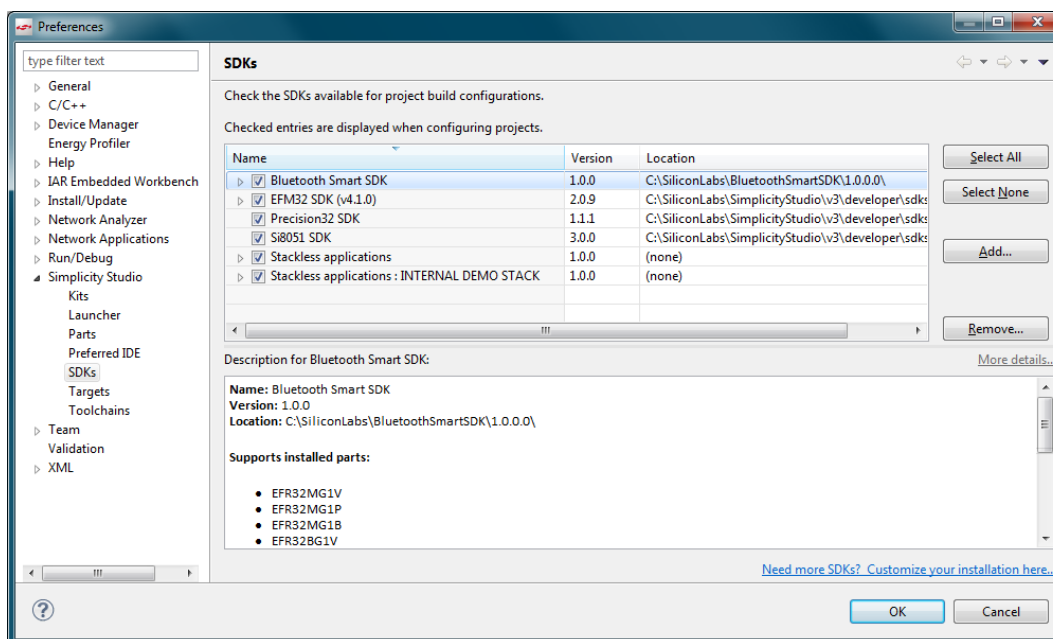 Preferences
type filter text
General
C/C++
Device Manager
Energy Profiler
Help
IAR Embedded Workbench
Install/Update
Network Analyzer
Network Applications
Run/Debug
Simplicity Studio
Kits
Launcher
Parts
Preferred IDE
SDKs
Targets
Toolchains
Team
Validation
XML
SDKs
Check the SDKs available for project build configurations.
Checked entries are displayed when configuring projects.
Name Version Location
Bluetooth Smart SDK 1.0.0 C:\SiliconLabs\BluetoothSmartSDK\1.0.0.0\
EFM32 SDK (v4.1.0) 2.0.9 C:\SiliconLabs\SimplicityStudio\v3\developer\sdks
Precision32 SDK 1.1.1 C:\SiliconLabs\SimplicityStudio\v3\developer\sdks
Si8051 SDK 3.0.0 C:\SiliconLabs\SimplicityStudio\v3\developer\sdks
Stackless applications 1.0.0 (none)
Stackless applications : INTERNAL DEMO STACK 1.0.0 (none)
Select All
Select None
Add...
Remove...
Description for Bluetooth Smart SDK:
More details..
Name: Bluetooth Smart SDK
Version: 1.0.0
Location: C:\SiliconLabs\BluetoothSmartSDK\1.0.0.0\
Supports installed parts:
• EFR32MG1V
• EFR32MG1P
• EFR32MG1B
• EFR32BG1V
Need more SDKs? Customize your installation here..
OK
Cancel